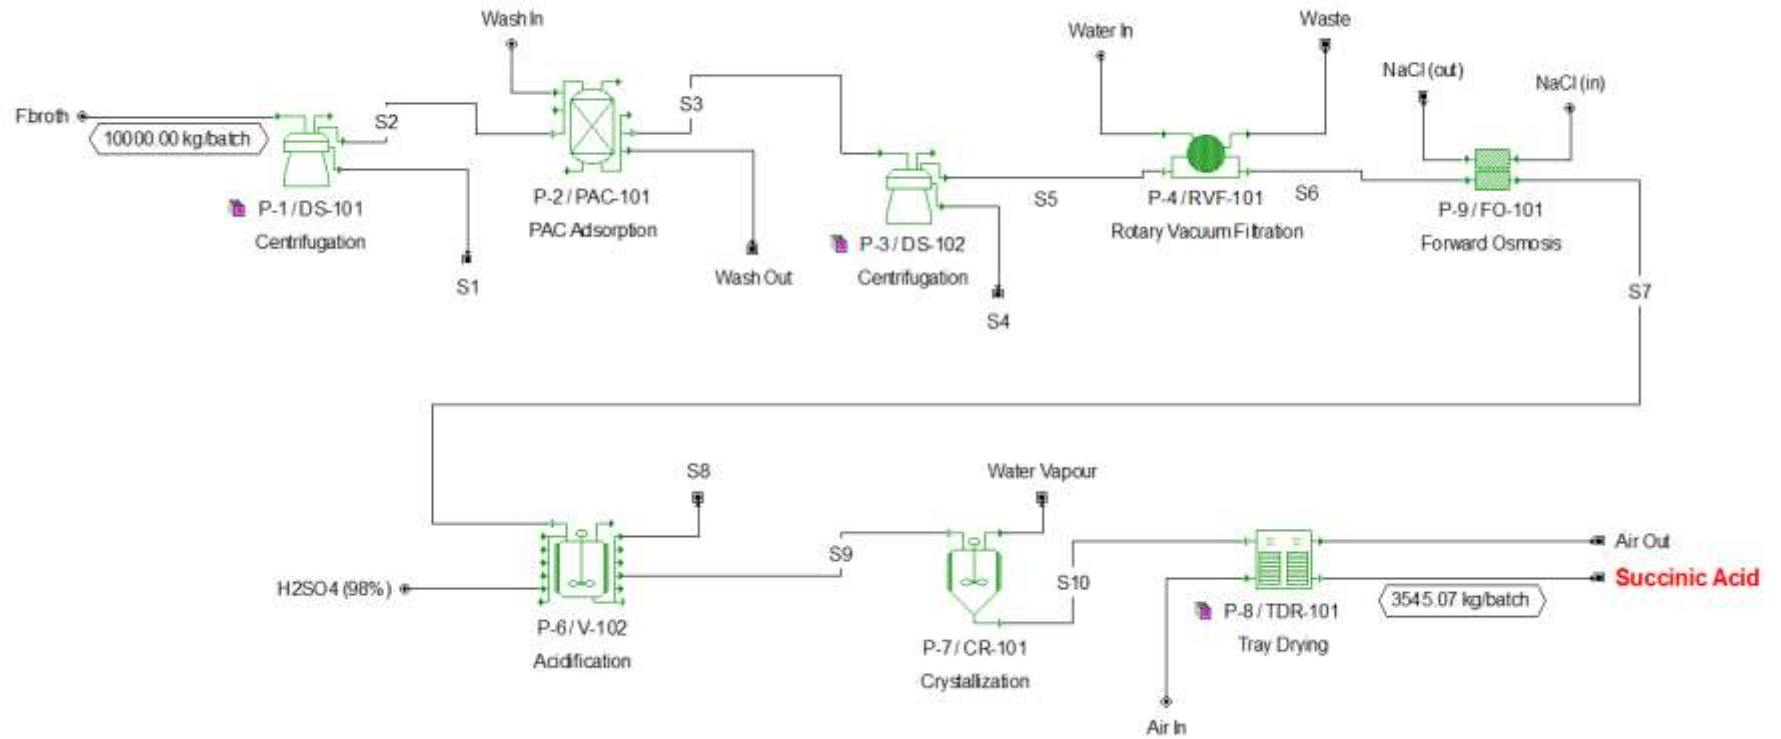 Wash In
Water In
Waste
NaCl (out)
NaCl (in)
Fbroth
10000.00 kg/batch
S2
S3
P-1 / DS-101
Centrifugation
S1
P-2 / PAC-101
PAC Adsorption
Wash Out
P-3 / DS-102
Centrifugation
S4
S5
P-4 / RVF-101
Rotary Vacuum Filtration
S6
P-9 / FO-101
Forward Osmosis
S7
S8
H2SO4 (98%)
P-6 / V-102
Acidification
S9
Water Vapour
P-7 / CR-101
Crystallization
S10
P-8 / TDR-101
Tray Drying
Air In
Air Out
Succinic Acid
3545.07 kg/batch